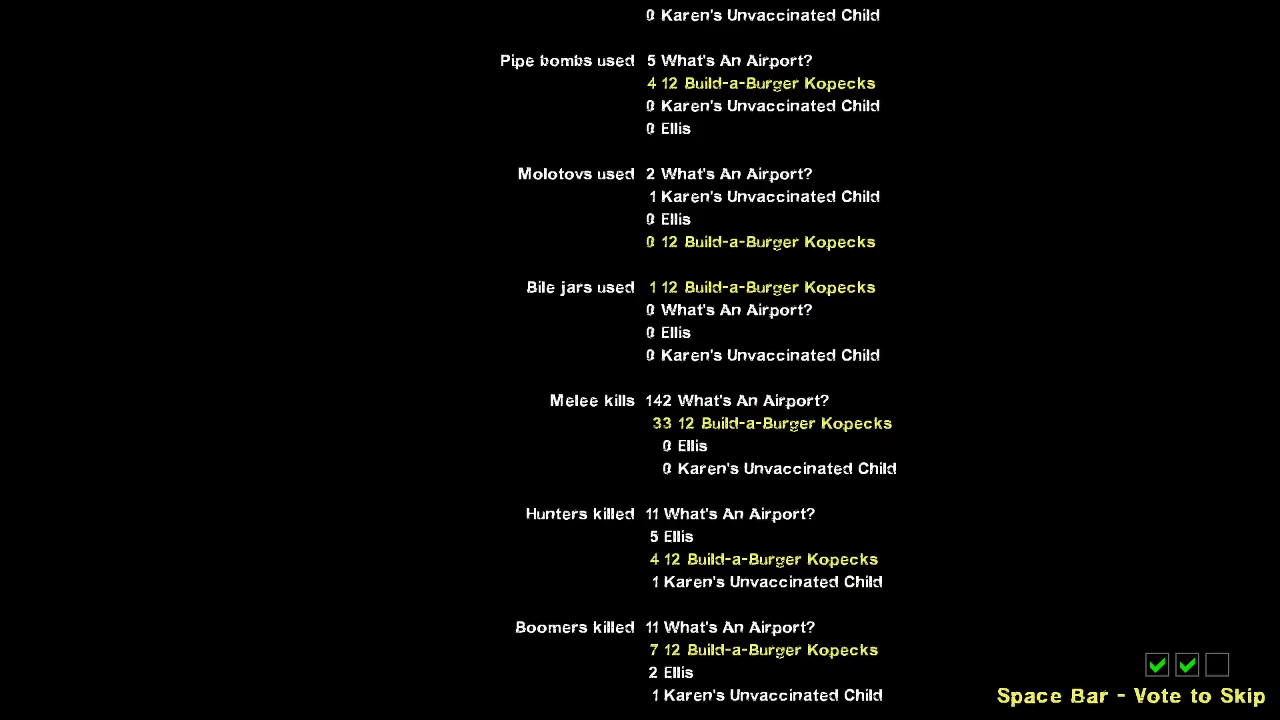 0 Karen's Unvaccinated Child
Pipe bombs used 5 What's An Airport?
4 12 Build-a-Burger Kopecks
0 Karen's Unvaccinated Child
0 Ellis
Molotovs used 2 What's An Airport?
1 Karen's Unvaccinated Child
0 Ellis
0 12 Build-a-Burger Kopecks
Bile jars used 1 12 Build-a-Burger Kopecks
0 What's An Airport?
0 Ellis
0 Karen's Unvaccinated Child
Melee kills 142 What's An Airport?
33 12 Build-a-Burger Kopecks
0 Ellis
0 Karen's Unvaccinated Child
Hunters killed 11 What's An Airport?
5 Ellis
4 12 Build-a-Burger Kopecks
1 Karen's Unvaccinated Child
Boomers killed 11 What's An Airport?
7 12 Build-a-Burger Kopecks
2 Ellis
1 Karen's Unvaccinated Child
Space Bar - Vote to Skip